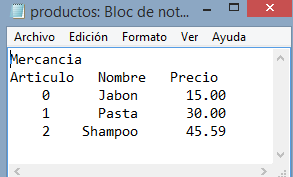 productos: Bloc de not...
Archivo Edición Formato Ver Ayuda
Mercancia
Articulo Nombre Precio
0 Jabon 15.00
1 Pasta 30.00
2 Shampoo 45.59